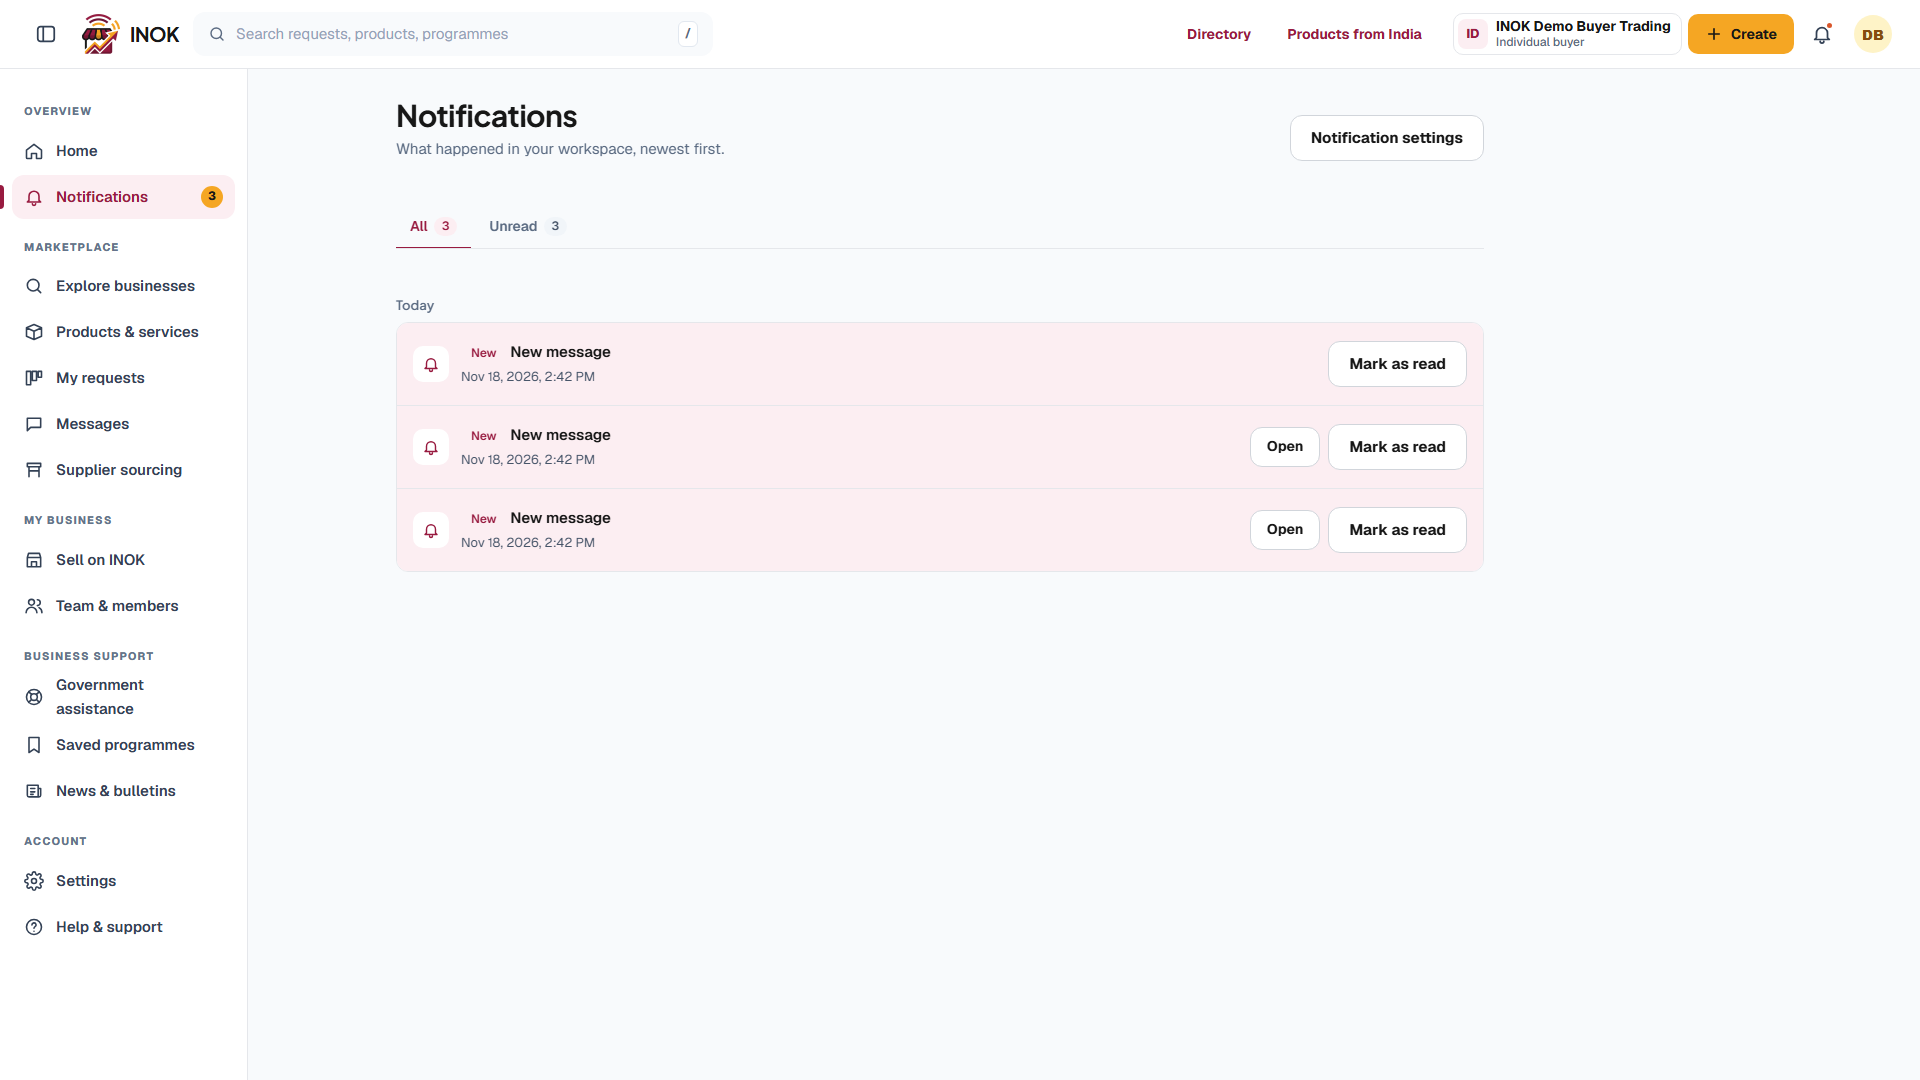 INOK
Search requests, products, programmes
/
Directory
Products from India
ID
INOK Demo Buyer Trading
Individual buyer
Create
DB
OVERVIEW
Home
Notifications
3
MARKETPLACE
Explore businesses
Products & services
My requests
Messages
Supplier sourcing
MY BUSINESS
Sell on INOK
Team & members
BUSINESS SUPPORT
Government
assistance
Saved programmes
News & bulletins
ACCOUNT
Settings
Help & support
Notifications
What happened in your workspace, newest first.
Notification settings
All 3
Unread 3
Today
New New message
Nov 18, 2026, 2:42 PM
Mark as read
New New message
Nov 18, 2026, 2:42 PM
Open
Mark as read
New New message
Nov 18, 2026, 2:42 PM
Open
Mark as read